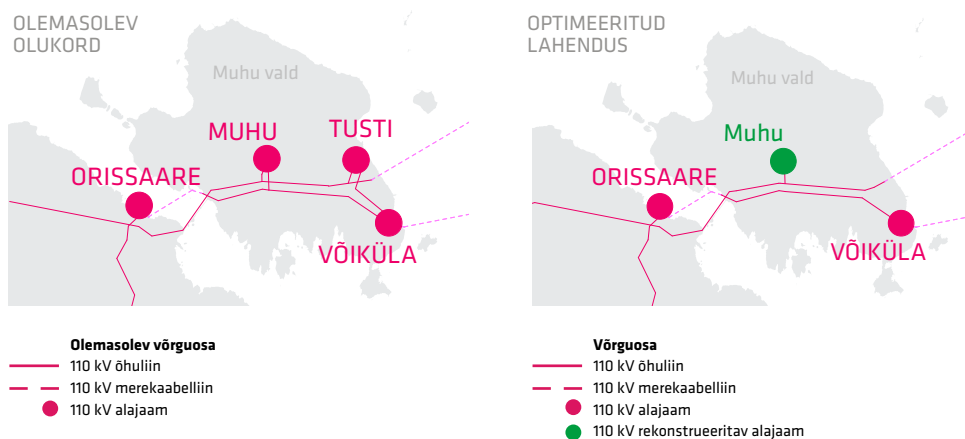 OLEMASOLEV
OLUKORD
Muhu vald
MUHU
TUSTI
ORISSAARE
VÕIKÜLA
Olemasolev võrguosa
110 kV õhuliin
110 kV merekaabelliin
110 kV alajaam
OPTIMEERITUD
LAHENDUS
Muhu vald
Muhu
ORISSAARE
VÕIKÜLA
Võrguosa
110 kV õhuliin
110 kV merekaabelliin
110 kV alajaam
110 kV rekonstrueeritav alajaam